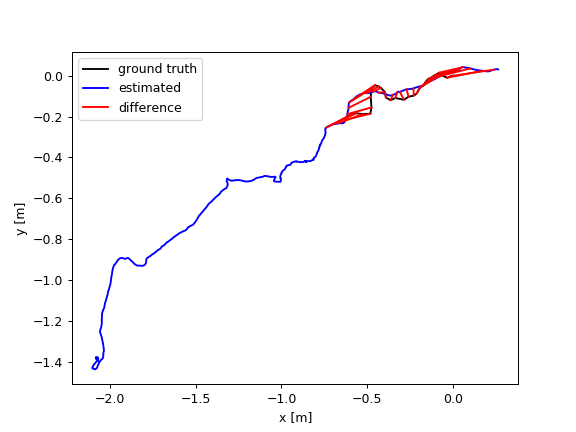 ground truth
estimated
difference
0.0
−0.2
−0.4
−0.6
−0.8
−1.0
−1.2
−1.4
y [m]
−2.0
−1.5
−1.0
−0.5
0.0
x [m]